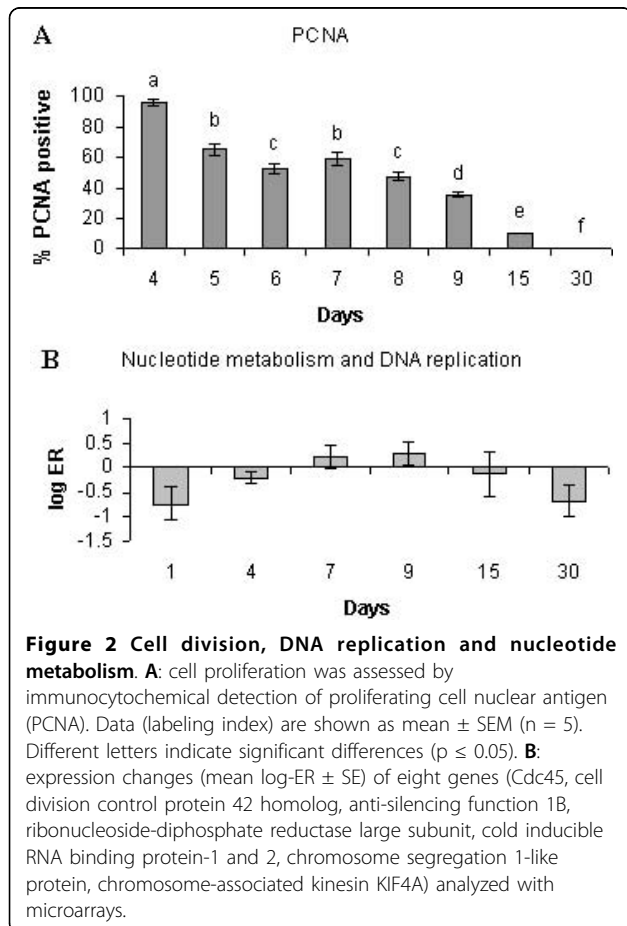 A
PCNA
% PCNA positive
100
80
60
40
20
0
a
b
c
b
c
d
e
f
4 5 6 7 8 9 15 30
Days
B
Nucleotide metabolism and DNA replication
log ER
1
0.5
0
-0.5
-1
-1.5
1 4 7 9 15 30
Days
Figure 2 Cell division, DNA replication and nucleotide
metabolism. A: cell proliferation was assessed by
immunocytochemical detection of proliferating cell nuclear antigen
(PCNA). Data (labeling index) are shown as mean ± SEM (n = 5).
Different letters indicate significant differences (p ≤ 0.05). B:
expression changes (mean log-ER ± SE) of eight genes (Cdc45, cell
division control protein 42 homolog, anti-silencing function 1B,
ribonucleoside-diphosphate reductase large subunit, cold inducible
RNA binding protein-1 and 2, chromosome segregation 1-like
protein, chromosome-associated kinesin KIF4A) analyzed with
microarrays.